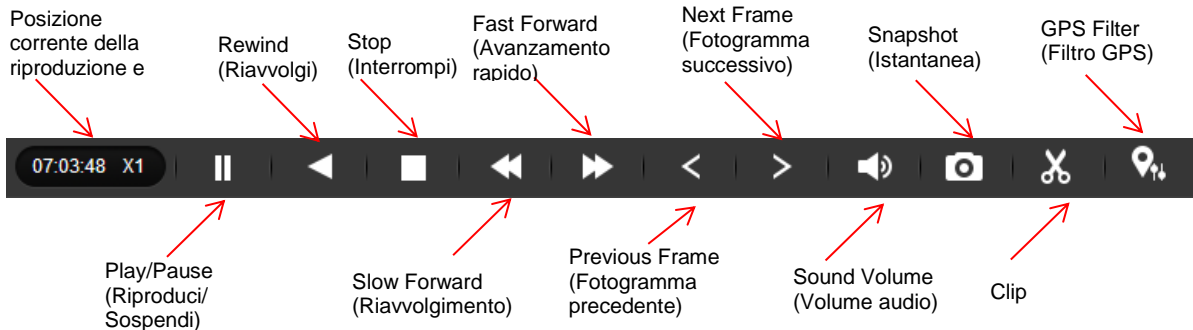 Posizione
corrente della
riproduzione e
Rewind
(Riavvolgi)
Stop
(Interrompi)
Fast Forward
(Avanzamento
rapido)
Next Frame
(Fotogramma
successivo)
Snapshot
(Istantanea)
GPS Filter
(Filtro GPS)
07:03:48 X1
Play/Pause
(Riproduci/
Sospendi)
Slow Forward
(Riavvolgimento)
Previous Frame
(Fotogramma
precedente)
Sound Volume
(Volume audio)
Clip